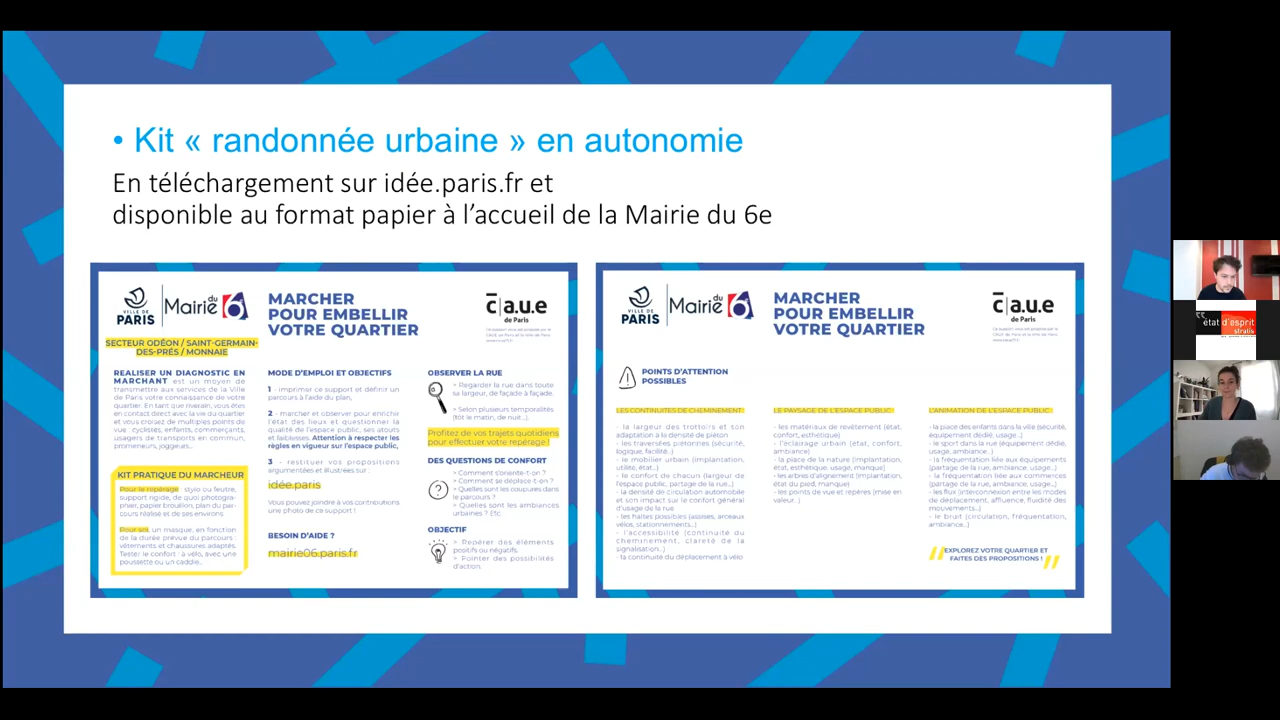 • Kit « randonnée urbaine » en autonomie
En téléchargement sur idée.paris.fr et
disponible au format papier à l’accueil de la Mairie du 6e
VILLE DE
PARIS
Mairie du 6
MARCHER
POUR EMBELLIR
VOTRE QUARTIER
c|a.u.e
de Paris
SECTEUR ODÉON / SAINT-GERMAIN-
DES-PRÉS / MONNAIE
REALISER UN DIAGNOSTIC EN
MARCHANT est un moyen de
transmettre aux services de la Ville
de Paris votre connaissance de votre
quartier. En tant que riverain, vous êtes
en contact direct avec la vie du quartier
et vous croisez de multiples points de
vue : cyclistes, enfants, commerçants,
usagers de transports en commun,
promeneurs, joggeurs...
KIT PRATIQUE DU MARCHEUR
Pour le repérage : stylo ou feutre,
support rigide, de quoi photogra-
phier, papier brouillon, plan du par-
cours réalisé et de ses environs.
Pour soi, un masque, en fonction
de la durée prévue du parcours :
vêtements et chaussures adaptés.
Tester le confort : à vélo, avec une
poussette ou un caddie...
MODE D'EMPLOI ET OBJECTIFS
1 - imprimer ce support et définir un
parcours à l'aide du plan,
2 - marcher et observer pour enrichir
l'état des lieux et questionner la
qualité de l'espace public, ses atouts
et faiblesses. Attention à respecter les
règles en vigueur sur l'espace public,
3 - restituer vos propositions
argumentées et illustrées sur :
idée.paris
Vous pouvez joindre à vos contributions
une photo de ce support !
BESOIN D'AIDE ?
mairie06.paris.fr
OBSERVER LA RUE
> Regarder la rue dans toute
sa largeur, de façade à façade.
> Selon plusieurs temporalités
(tôt le matin, de nuit...).
Profitez de vos trajets quotidiens
pour effectuer votre repérage !
DES QUESTIONS DE CONFORT
> Comment s'oriente-t-on ?
> Comment se déplace-t-on ?
> Quelles sont les coupures dans
le parcours ?
> Quelles sont les ambiances
urbaines ? Etc
OBJECTIF
> Repérer des éléments
positifs ou négatifs.
> Pointer des possibilités
d'action.
VILLE DE
PARIS
Mairie du 6
MARCHER
POUR EMBELLIR
VOTRE QUARTIER
c|a.u.e
de Paris
POINTS D'ATTENTION
POSSIBLES
LES CONTINUITES DE CHEMINEMENT
- la largeur des trottoirs et son
adaptation à la densité de piéton
- les traversées piétonnes (sécurité,
localisation, largeur...)
- le mobilier urbain (implantation,
utilité, état...)
- le confort de chacun (largeur de
l'espace public, partage de la rue...)
- la densité de circulation automobile
et son impact sur le confort général
d'usage de la rue
- les haltes possibles (assises, arceaux
vélos, stationnements...)
- l'accessibilité (continuité du
cheminement, clareté de la
signalisation...)
- la continuité du déplacement à vélo
LE PAYSAGE DE L'ESPACE PUBLIC
- les matériaux de revêtement (état,
confort, esthétique)
- l'éclairage urbain (état, confort,
ambiance)
- la place de la nature (implantation,
état, esthétique, usage, manque)
- les arbres d'alignement (implantation,
état du pied, manque)
- les points de vue et repères (mise en
valeur...)
L'ANIMATION DE L'ESPACE PUBLIC
- la place des enfants dans la ville (sécurité,
équipement dédié, usage...)
- le sport dans la rue (équipement dédié,
usage, ambiance...)
- la fréquentation liée aux équipements
(partage de la rue, ambiance, usage...)
- la fréquentation liée aux commerces
(partage de la rue, ambiance, usage...)
- les flux (interconnexion entre les modes
de déplacement, affluence, fluidité des
mouvements...)
- le bruit (circulation, fréquentation,
ambiance...)
EXPLOREZ VOTRE QUARTIER ET
FAITES DES PROPOSITIONS !
état d'esprit
stratis